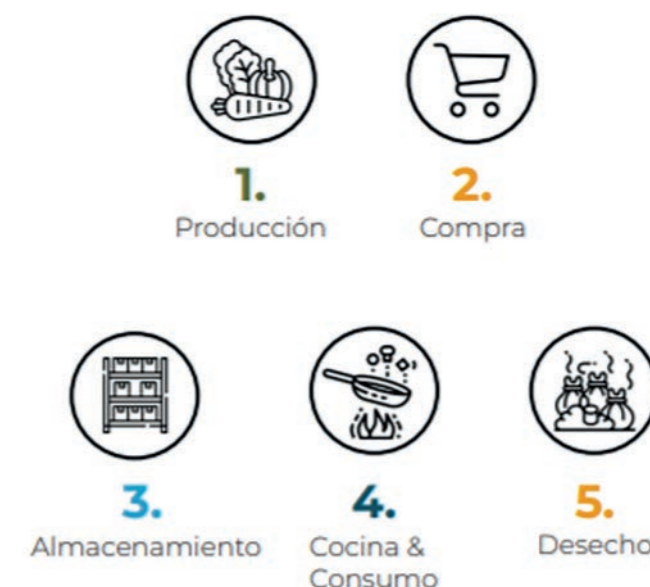 1.
Producción
2.
Compra
3.
Almacenamiento
4.
Cocina &
Consumo
5.
Desecho